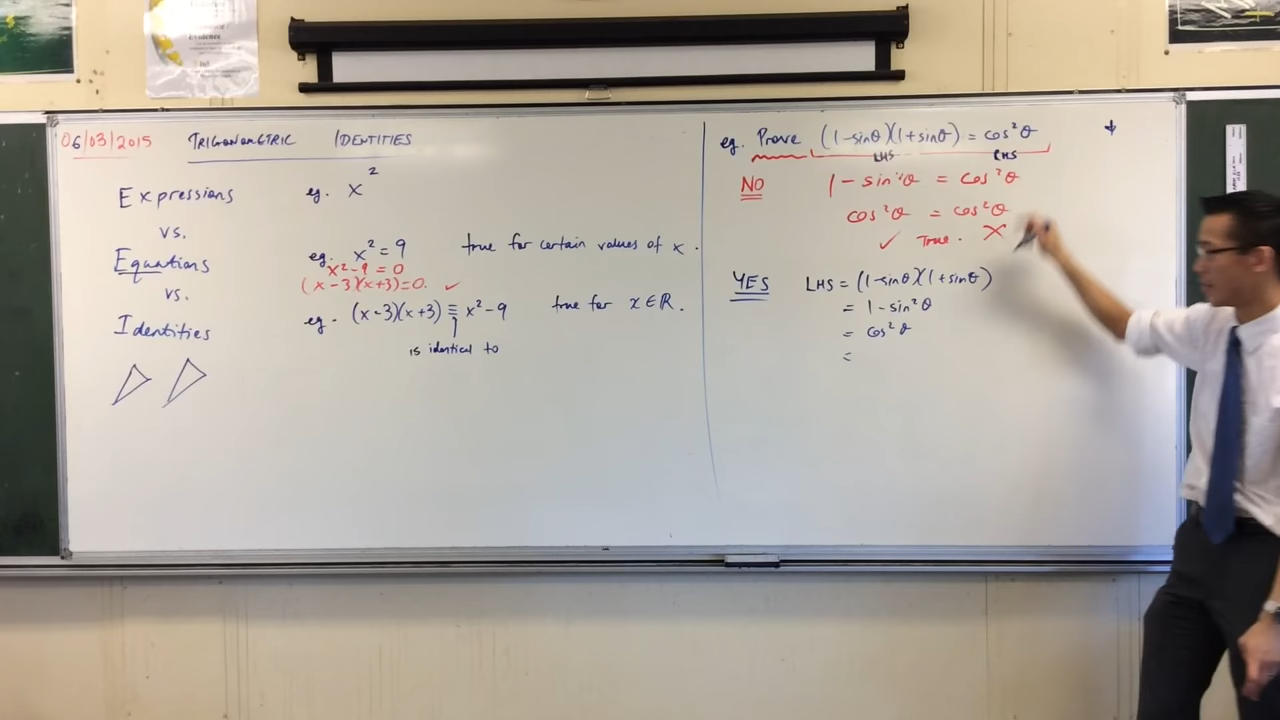 Evidence
06/03/2015 TRIGONOMETRIC IDENTITIES
Expressions eg. x²
vs.
Equations eg. x² = 9 true for certain values of x.
x² - 9 = 0
(x - 3)(x + 3) = 0. ✓
vs.
Identities eg. (x - 3)(x + 3) ≡ x² - 9 true for x ∈ ℝ.
is identical to
eg. Prove (1 - sinθ)(1 + sinθ) = cos²θ
LHS RHS
NO 1 - sin²θ = cos²θ
cos²θ = cos²θ
✓ True. X
YES LHS = (1 - sinθ)(1 + sinθ)
= 1 - sin²θ
= cos²θ
=